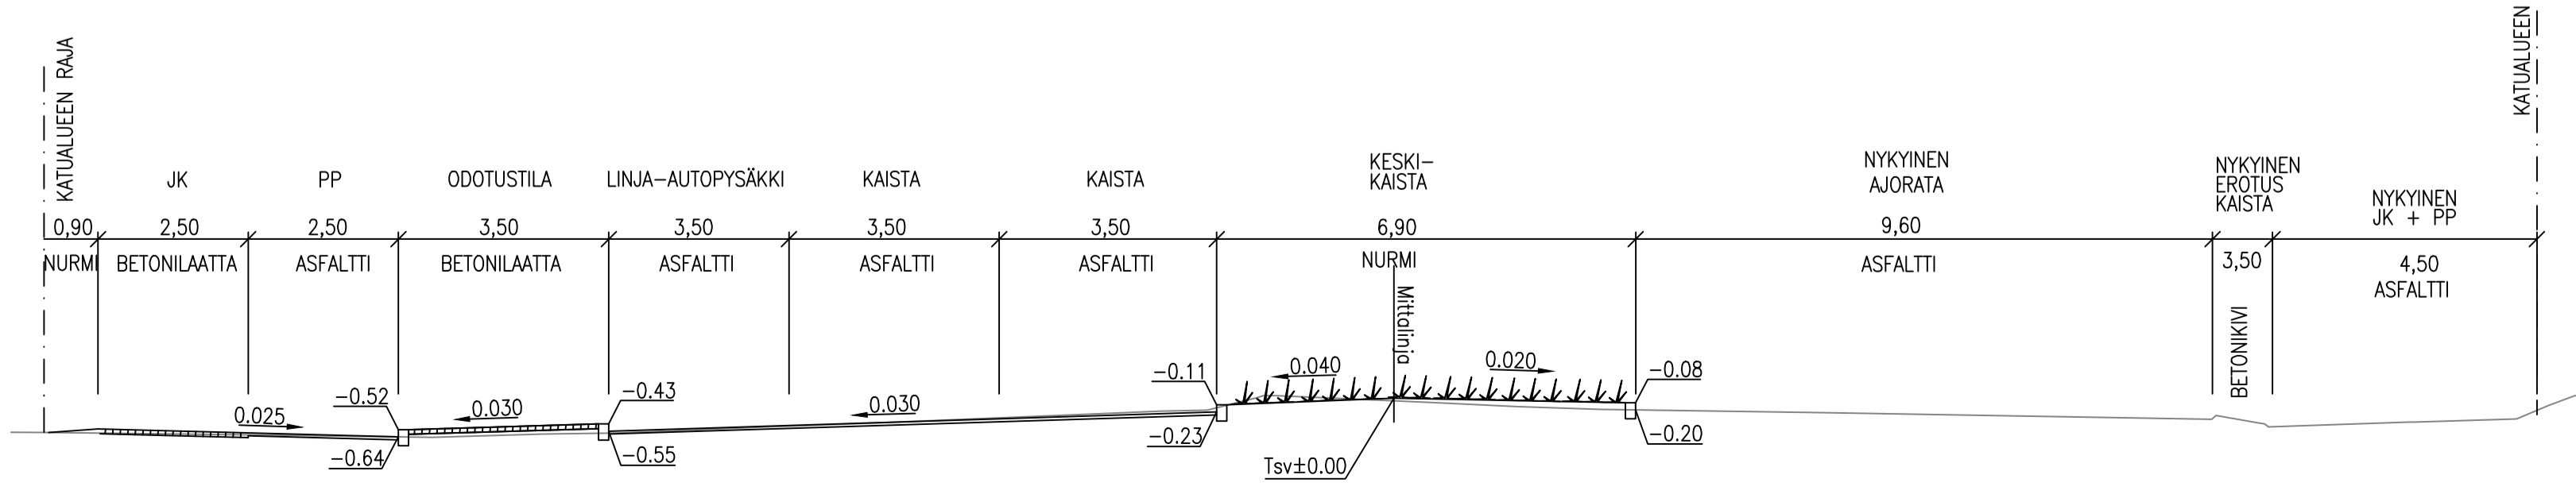 KATUALUEEN RAJA
KATUALUEEN
JK
PP
ODOTUSTILA
LINJA-AUTOPYSÄKKI
KAISTA
KAISTA
KESKI-
KAISTA
NYKYINEN
AJORATA
NYKYINEN
EROTUS
KAISTA
NYKYINEN
JK + PP
0,90
2,50
2,50
3,50
3,50
3,50
3,50
6,90
9,60
NURMI
BETONILAATTA
ASFALTTI
BETONILAATTA
ASFALTTI
ASFALTTI
ASFALTTI
NURMI
ASFALTTI
3,50
4,50
ASFALTTI
Mittalinja
BETONIKIVI
0.025
-0.52
-0.64
0.030
-0.43
-0.55
0.030
-0.11
-0.23
0.040
Tsv±0.00
0.020
-0.08
-0.20